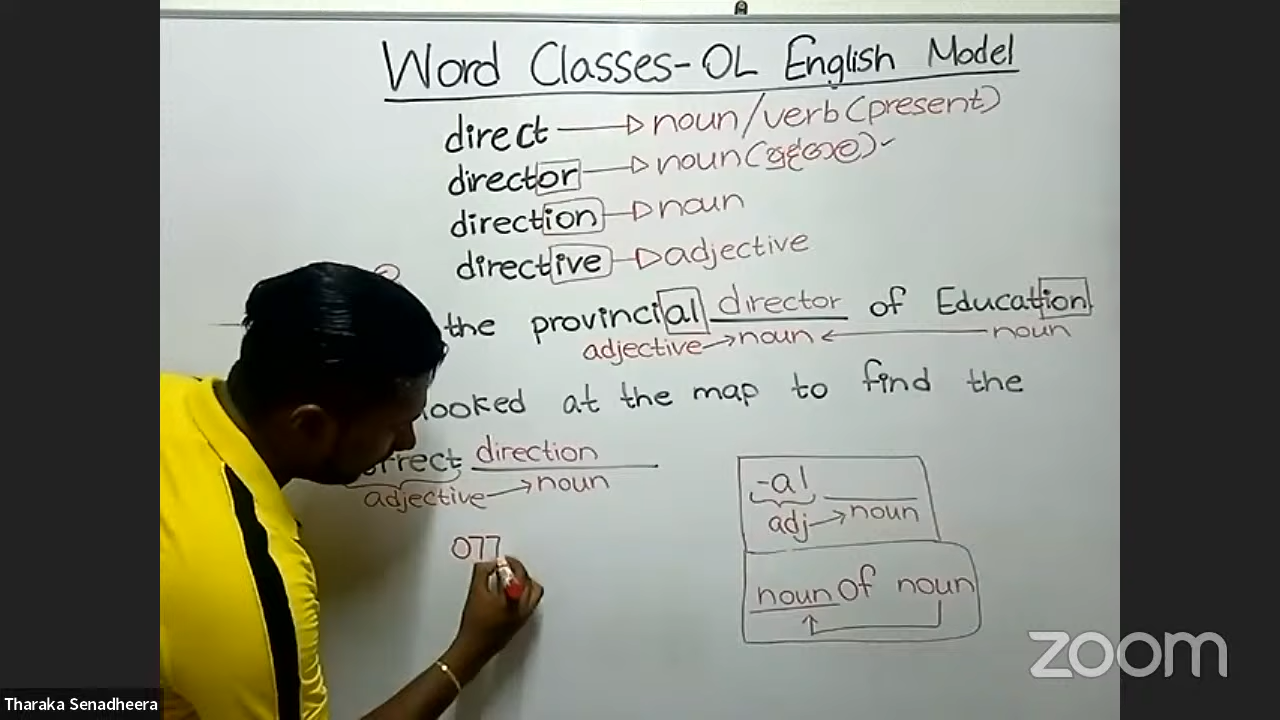 Word Classes- OL English Model
direct → noun/verb (present)
director → noun (පුද්ගල)
direction → noun
directive → adjective
the provincial director of Education
adjective → noun ← noun
looked at the map to find the
direction
adjective → noun
077
-al
adj → noun
noun of noun
zoom
Tharaka Senadheera